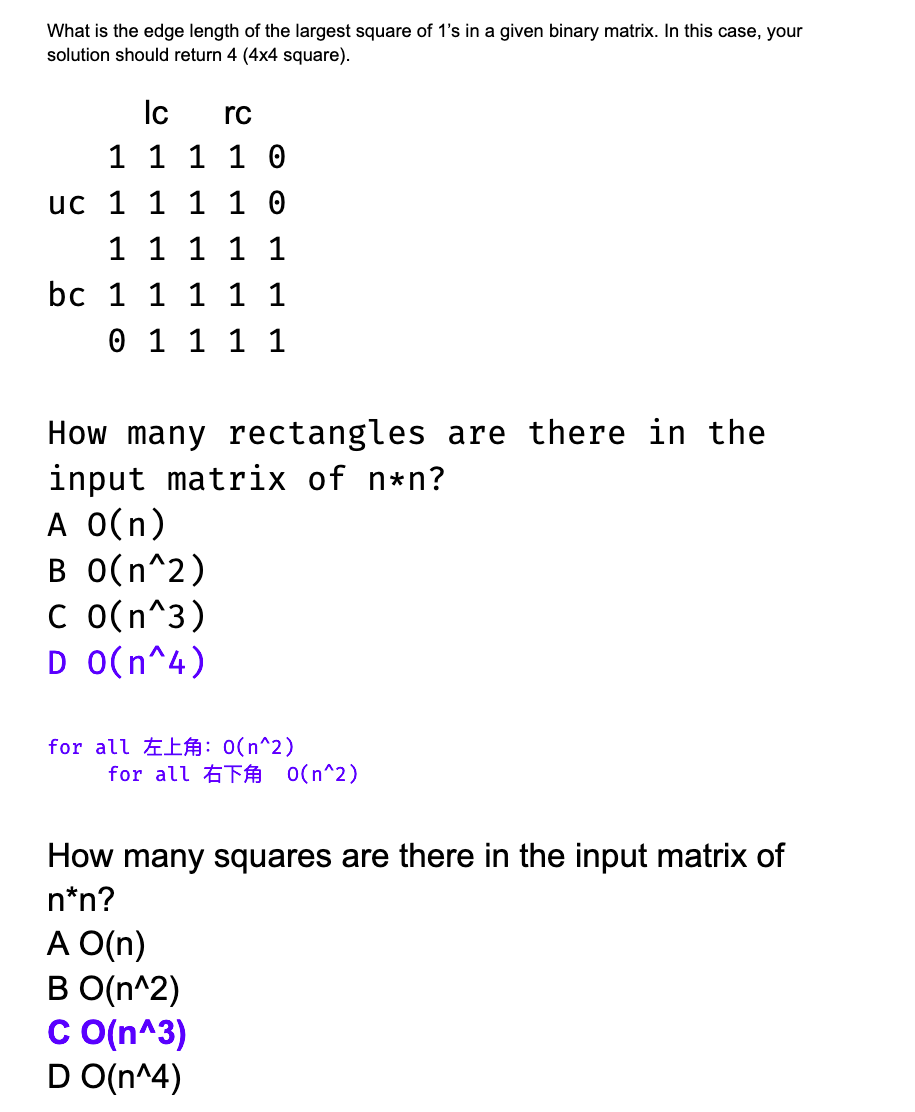 What is the edge length of the largest square of 1’s in a given binary matrix. In this case, your
solution should return 4 (4x4 square).
lc rc
1 1 1 1 0
uc 1 1 1 1 0
1 1 1 1 1
bc 1 1 1 1 1
0 1 1 1 1
How many rectangles are there in the
input matrix of n*n?
A O(n)
B O(n^2)
C O(n^3)
D O(n^4)
for all 左上角: O(n^2)
for all 右下角 O(n^2)
How many squares are there in the input matrix of
n*n?
A O(n)
B O(n^2)
C O(n^3)
D O(n^4)